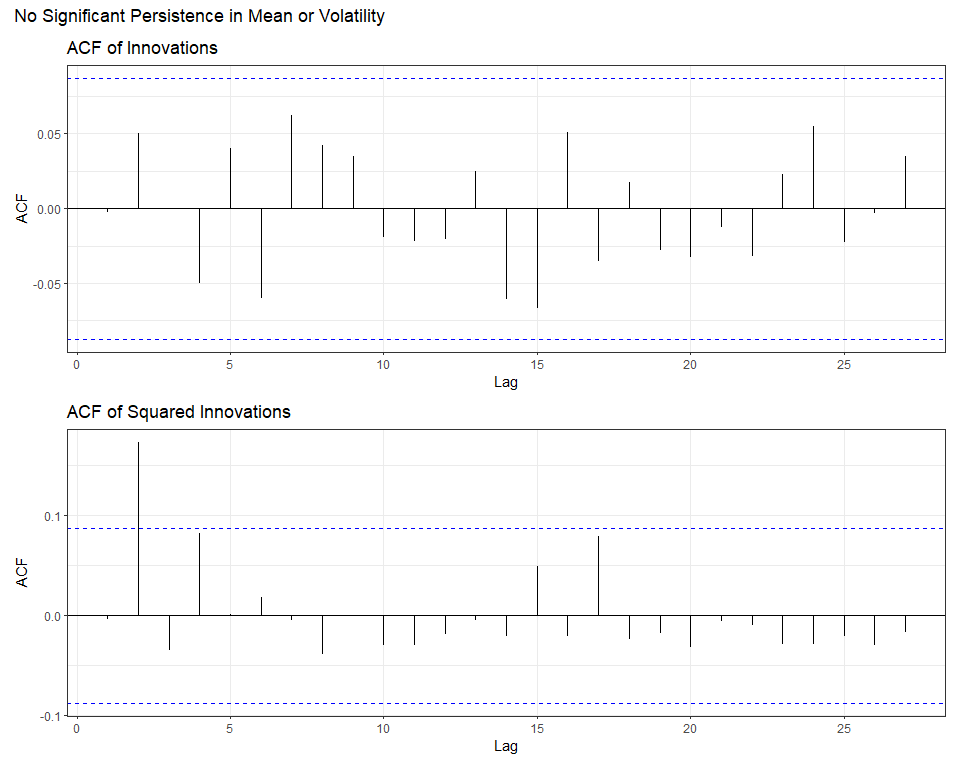 No Significant Persistence in Mean or Volatility
ACF of Innovations
0.05
0.00
-0.05
ACF
0 5 10 15 20 25
Lag
ACF of Squared Innovations
0.1
0.0
-0.1
ACF
0 5 10 15 20 25
Lag